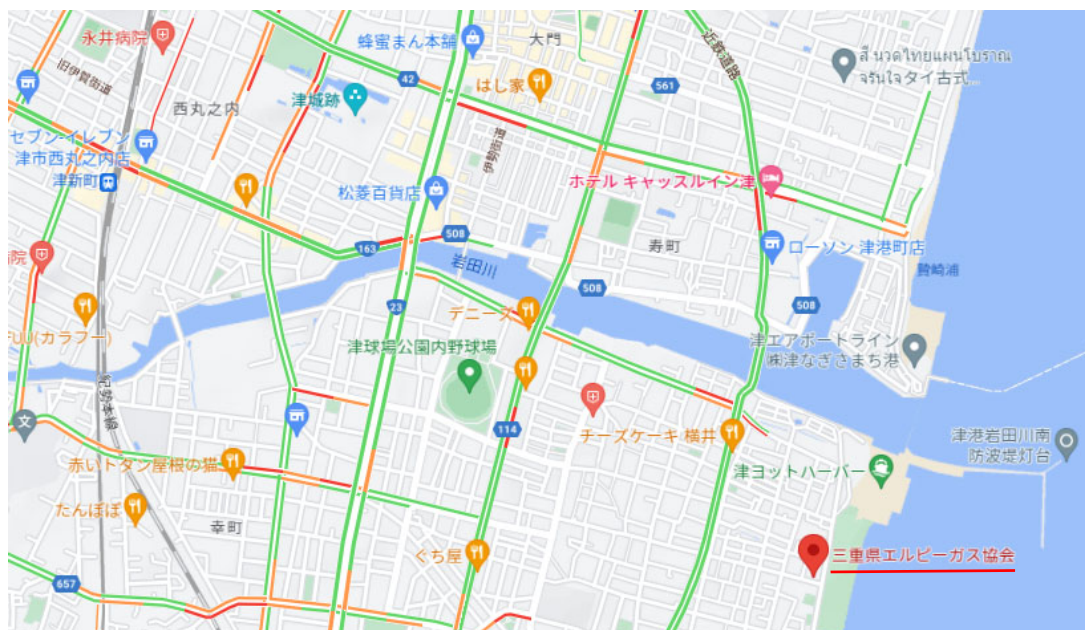 永井病院
旧伊賀街道
西丸之内
セブン-イレブン
津市西丸之内店
津新町
病院
FUU(カラフー)
紀勢本線
文
赤いトタン屋根の猫
たんぽぽ
幸町
657
蜂蜜まん本舗
42
津城跡
松菱百貨店
163
508
岩田川
23
津球場公園内野球場
デニーズ
114
ぐち屋
大門
はし家
伊勢街道
561
近鉄道路
ホテル キャッスルイン津
寿町
508
ローソン 津港町店
508
贄崎浦
สี นวดไทยแผนโบราณ
จรันใจ タイ古式...
津エアポートライン
㈱津なぎさまち港
チーズケーキ 横井
津ヨットハーバー
津港岩田川南
防波堤灯台
三重県エルピーガス協会